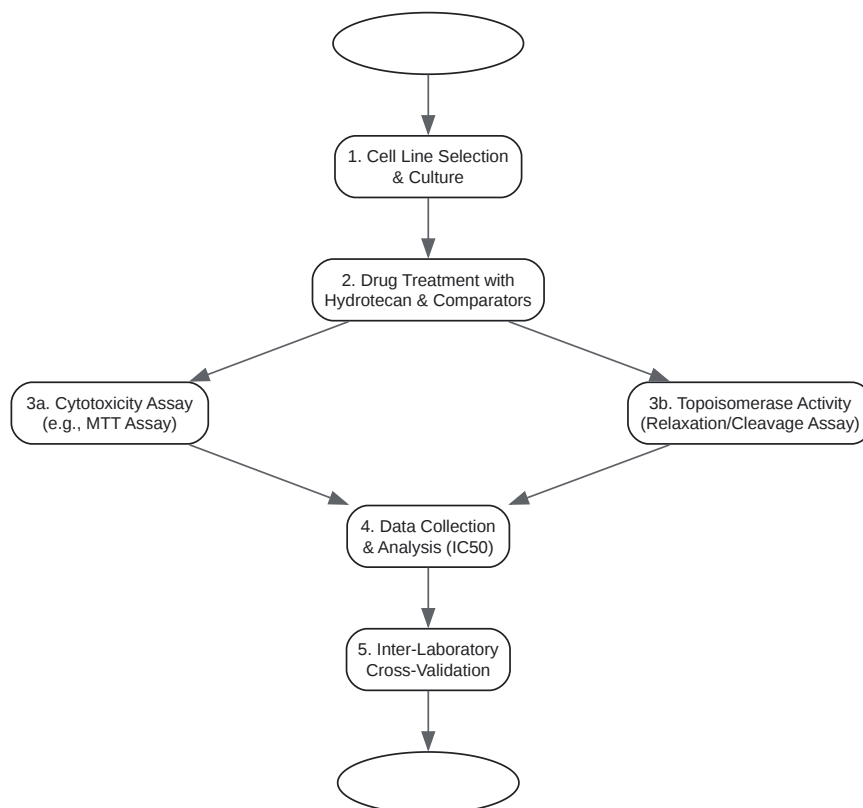 1. Cell Line Selection
& Culture
2. Drug Treatment with
Hydrotecan & Comparators
3a. Cytotoxicity Assay
(e.g., MTT Assay)
3b. Topoisomerase Activity
(Relaxation/Cleavage Assay)
4. Data Collection
& Analysis (IC50)
5. Inter-Laboratory
Cross-Validation